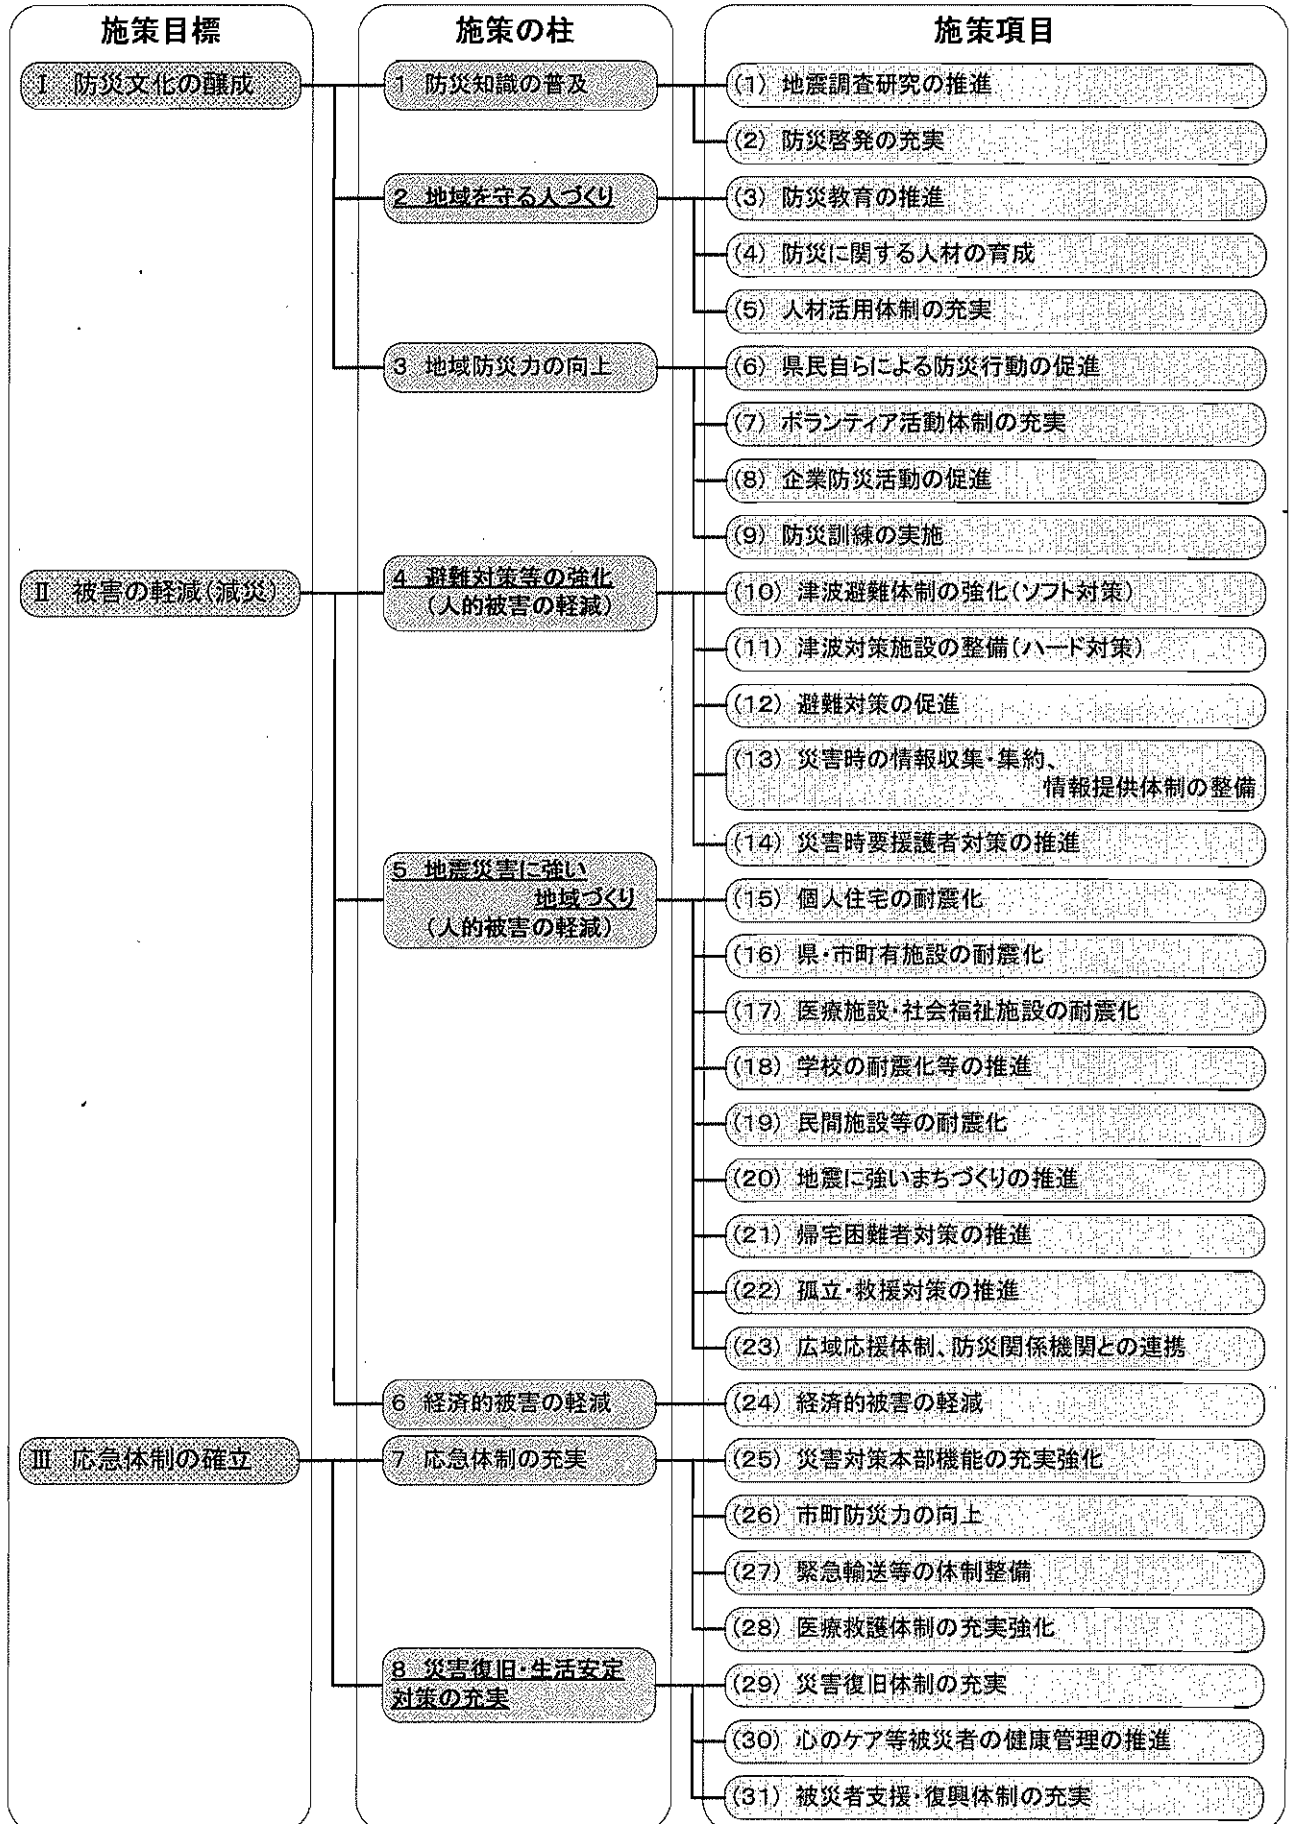 施策目標
施策の柱
施策項目
Ⅰ 防災文化の醸成
1 防災知識の普及
(1) 地震調査研究の推進
(2) 防災啓発の充実
2 地域を守る人づくり
(3) 防災教育の推進
(4) 防災に関する人材の育成
(5) 人材活用体制の充実
3 地域防災力の向上
(6) 県民自らによる防災行動の促進
(7) ボランティア活動体制の充実
(8) 企業防災活動の促進
(9) 防災訓練の実施
Ⅱ 被害の軽減(減災)
4 避難対策等の強化
(人的被害の軽減)
(10) 津波避難体制の強化(ソフト対策)
(11) 津波対策施設の整備(ハード対策)
(12) 避難対策の促進
(13) 災害時の情報収集・集約、
情報提供体制の整備
(14) 災害時要援護者対策の推進
5 地震災害に強い
地域づくり
(人的被害の軽減)
(15) 個人住宅の耐震化
(16) 県・市町有施設の耐震化
(17) 医療施設・社会福祉施設の耐震化
(18) 学校の耐震化等の推進
(19) 民間施設等の耐震化
(20) 地震に強いまちづくりの推進
(21) 帰宅困難者対策の推進
(22) 孤立・救援対策の推進
(23) 広域応援体制、防災関係機関との連携
6 経済的被害の軽減
(24) 経済的被害の軽減
Ⅲ 応急体制の確立
7 応急体制の充実
(25) 災害対策本部機能の充実強化
(26) 市町防災力の向上
(27) 緊急輸送等の体制整備
(28) 医療救護体制の充実強化
8 災害復旧・生活安定
対策の充実
(29) 災害復旧体制の充実
(30) 心のケア等被災者の健康管理の推進
(31) 被災者支援・復興体制の充実